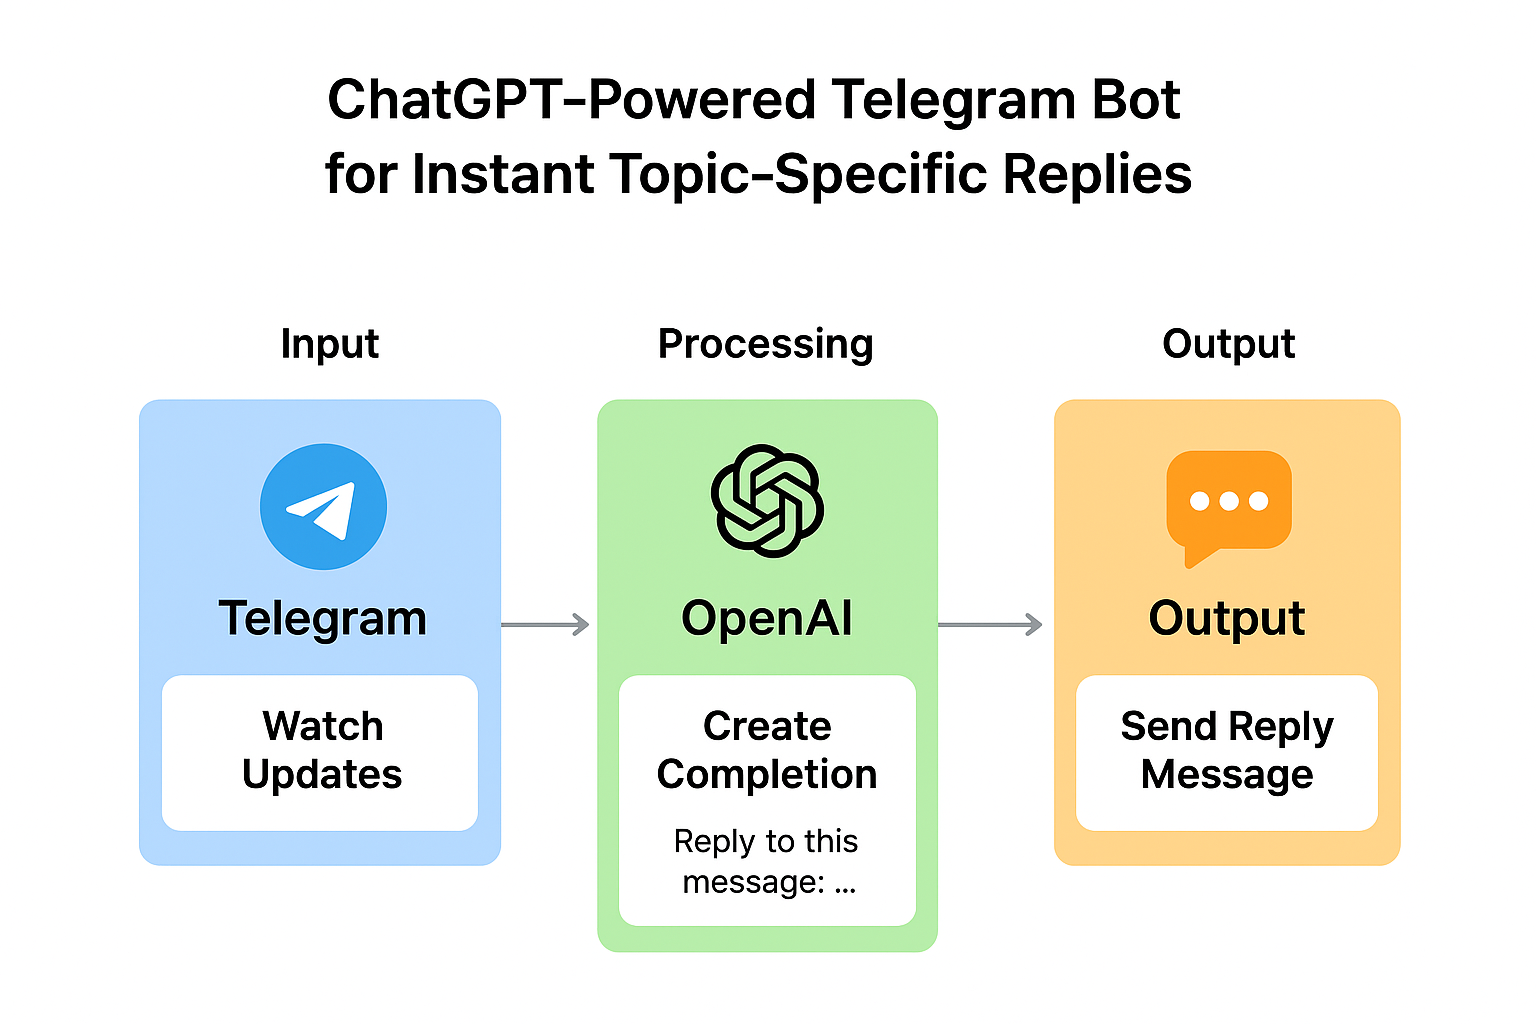 ChatGPT-Powered Telegram Bot
for Instant Topic-Specific Replies
Input
Processing
Output
Telegram
OpenAI
Output
Watch
Updates
Create
Completion
Reply to this
message: ...
Send Reply
Message